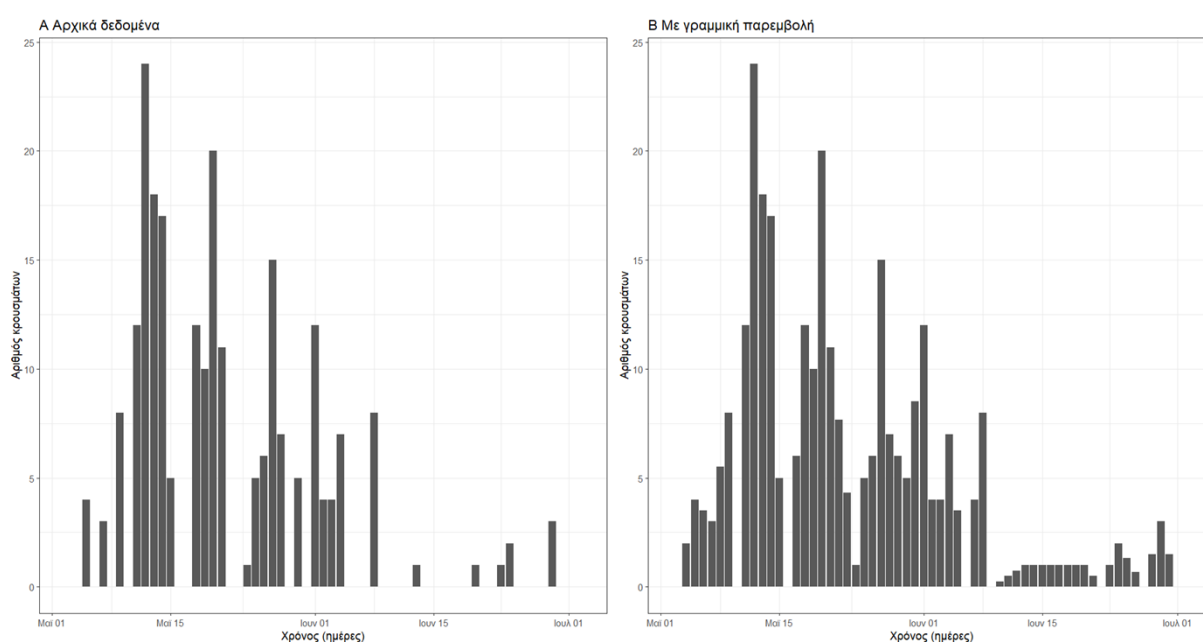 A Αρχικά δεδομένα
25
20
15
10
5
0
Αριθμός κρουσμάτων
Μαϊ 01
Μαϊ 15
Ιουν 01
Ιουν 15
Ιουλ 01
Χρόνος (ημέρες)
B Με γραμμική παρεμβολή
25
20
15
10
5
0
Αριθμός κρουσμάτων
Μαϊ 01
Μαϊ 15
Ιουν 01
Ιουν 15
Ιουλ 01
Χρόνος (ημέρες)